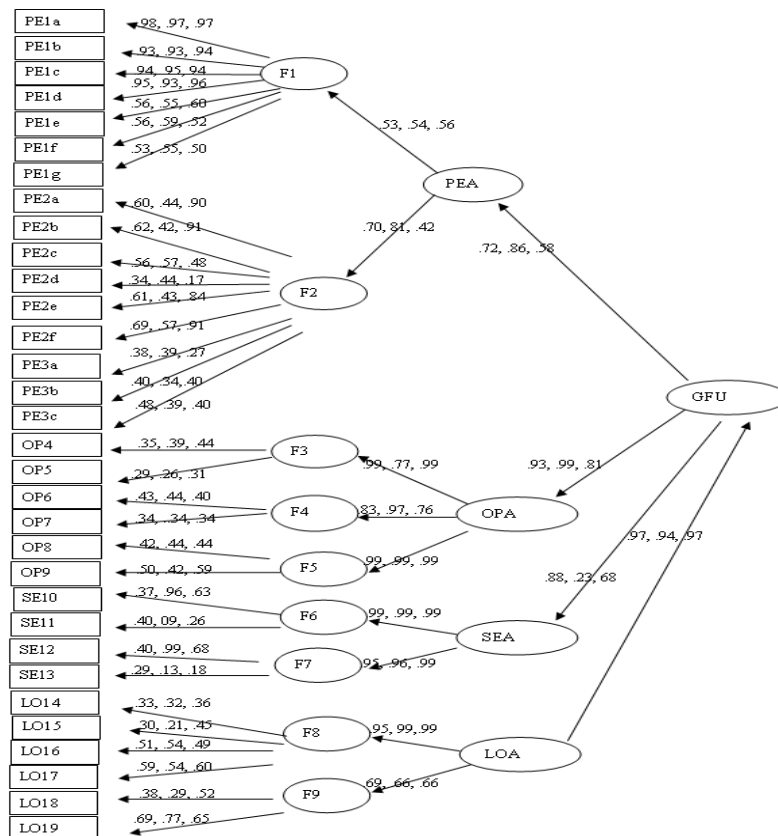 PE1a
.98, .97, .97
PE1b
.93, .93, .94
PE1c
.94, .95, 94
F1
PE1d
.95, .93, .96
PE1e
.56, .55, .60
PE1f
.56, .59, .52
PE1g
.53, .55, .50
.53, .54, .56
PEA
PE2a
.60, .44, .90
PE2b
.62, 42, .91
.70, 81, .42
.72, .86, .58
PE2c
.56, .57, .48
PE2d
.34, .44, .17
F2
PE2e
.61, .43, .84
PE2f
.69, .57, .91
PE3a
.38, .39, .27
PE3b
.40, .34, .40
PE3c
.48, .39, .40
GFU
OP4
.35, .39, .44
F3
.99, .77, .99
.93, .99, .81
OP5
.29, .26, .31
OP6
.43, .44, .40
F4
.83, .97, .76
OPA
OP7
.34, .34, .34
OP8
.42, .44, .44
.97, .94, .97
OP9
.50, .42, .59
F5
.99, .99, .99
.88, .23, 68
SE10
.37, .96, .63
F6
.99, .99, .99
SE11
.40, 09, .26
SEA
SE12
.40, .99, .68
F7
.95, .96, .99
SE13
.29, .13, .18
LO14
.33, .32, .36
LO15
.30, .21, .45
F8
.95, 99, .99
LO16
.51, .54, .49
LOA
LO17
.59, .54, .60
F9
.69, .66, .66
LO18
.38, .29, .52
LO19
.69, .77, .65